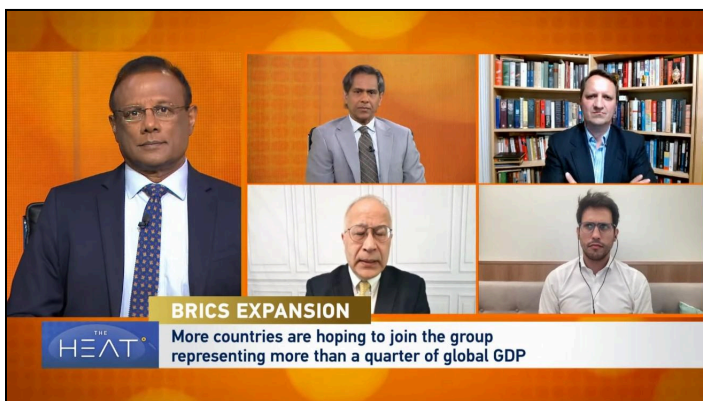 BRICS EXPANSION
THE
HEAT
More countries are hoping to join the group
representing more than a quarter of global GDP